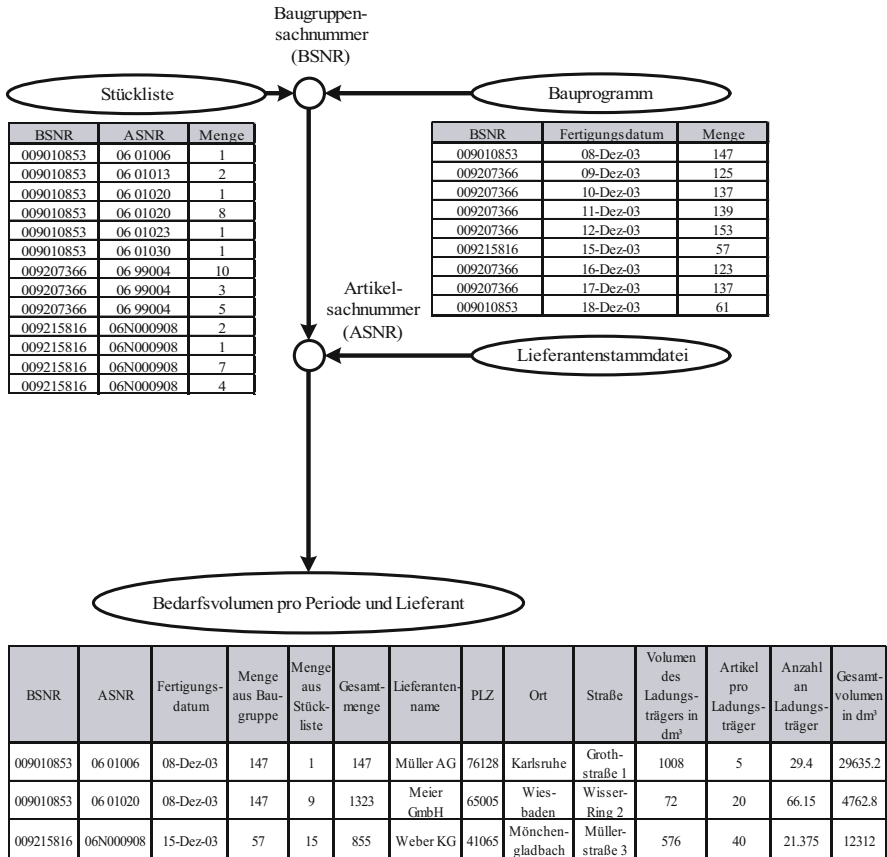 Baugruppen-
sachnummer
(BSNR)
Stückliste
Bauprogramm
BSNR ASNR Menge
009010853 06 01006 1
009010853 06 01013 2
009010853 06 01020 1
009010853 06 01020 8
009010853 06 01023 1
009010853 06 01030 1
009207366 06 99004 10
009207366 06 99004 3
009207366 06 99004 5
009215816 06N000908 2
009215816 06N000908 1
009215816 06N000908 7
009215816 06N000908 4
BSNR Fertigungsdatum Menge
009010853 08-Dez-03 147
009207366 09-Dez-03 125
009207366 10-Dez-03 137
009207366 11-Dez-03 139
009207366 12-Dez-03 153
009215816 15-Dez-03 57
009207366 16-Dez-03 123
009207366 17-Dez-03 137
009010853 18-Dez-03 61
Artikel-
sachnummer
(ASNR)
Lieferantenstammdatei
Bedarfsvolumen pro Periode und Lieferant
BSNR
ASNR
Fertigungs-
datum
Menge
aus Bau-
gruppe
Menge
aus
Stück-
liste
Gesamt-
menge
Lieferanten-
name
PLZ
Ort
Straße
Volumen
des
Ladungs-
trägers in
dm³
Artikel
pro
Ladungs-
träger
Anzahl
an
Ladungs-
träger
Gesamt-
volumen
in dm³
009010853 06 01006 08-Dez-03 147 1 147 Müller AG 76128 Karlsruhe
Groth-
straße 1
1008 5 29.4 29635.2
009010853 06 01020 08-Dez-03 147 9 1323
Meier
GmbH
65005
Wies-
baden
Wisser-
Ring 2
72 20 66.15 4762.8
009215816 06N000908 15-Dez-03 57 15 855 Weber KG 41065
Mönchen-
gladbach
Müller-
straße 3
576 40 21.375 12312